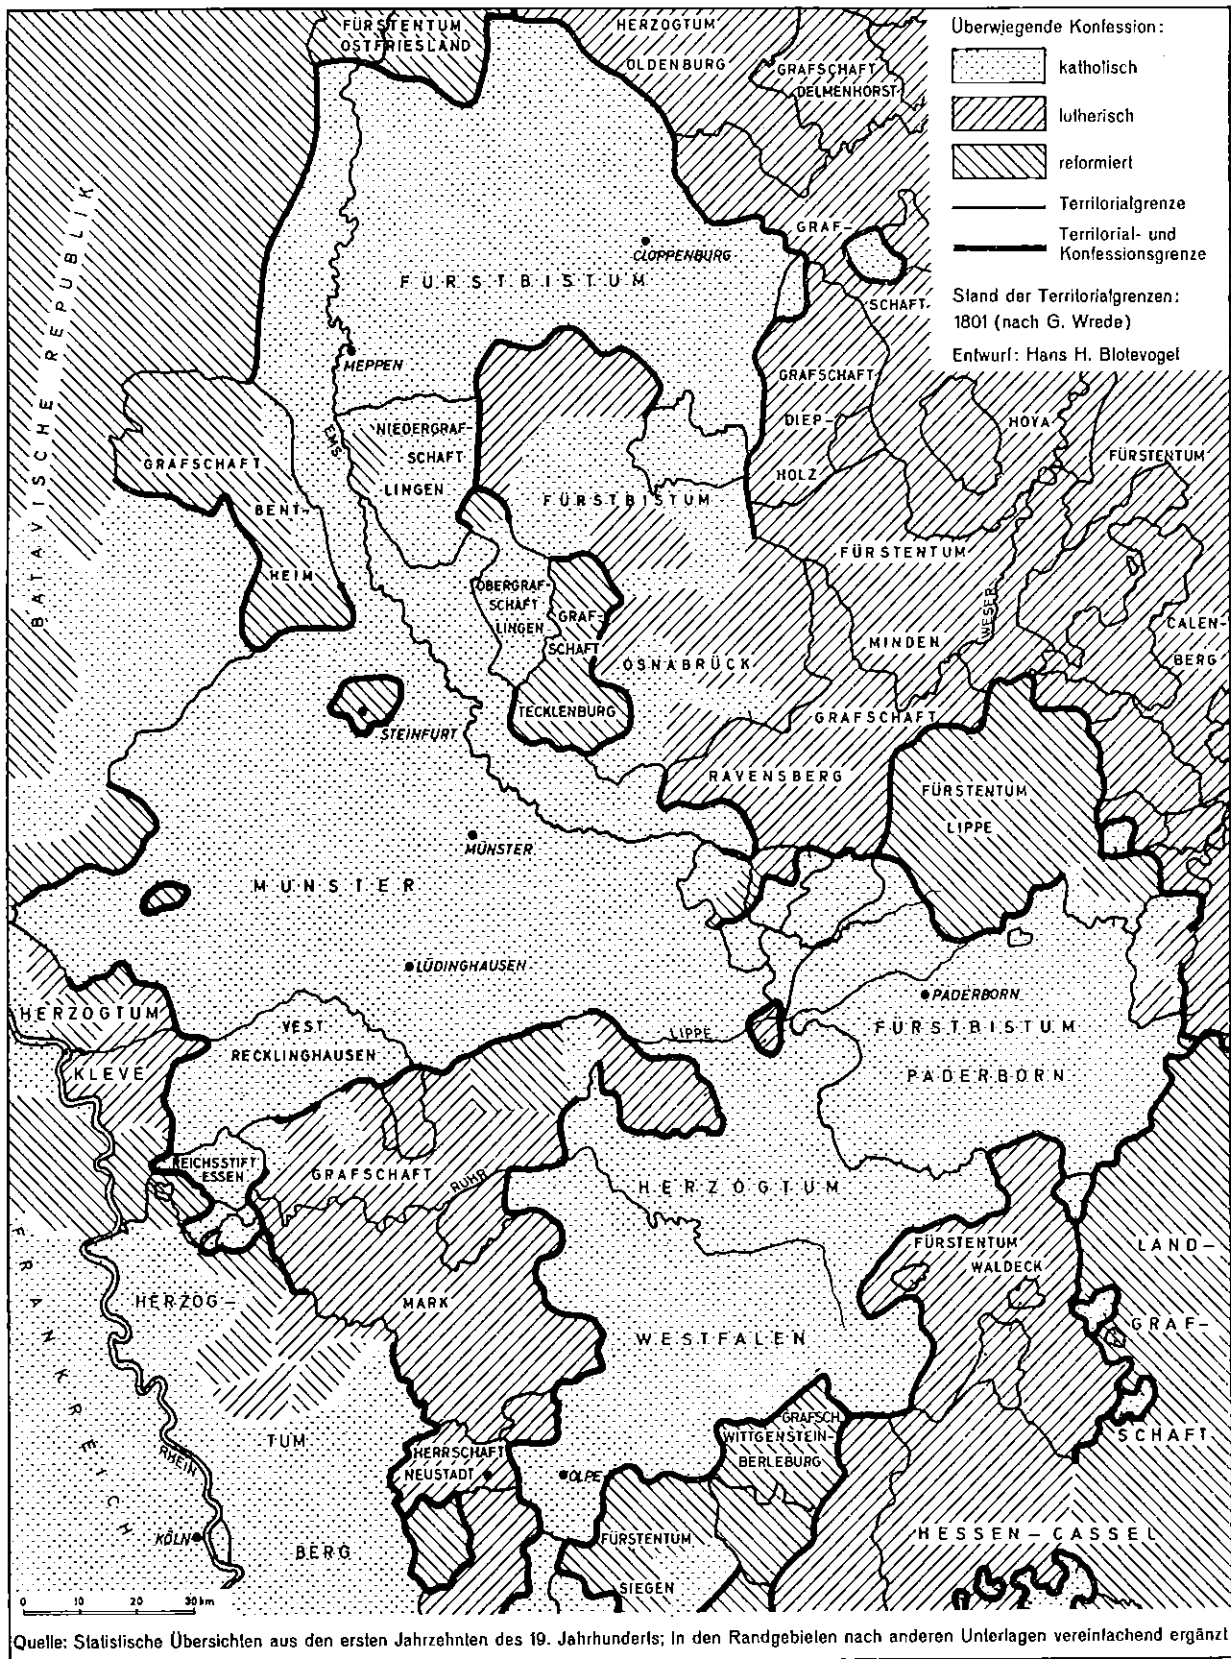 Überwiegende Konfession:
katholisch
lutherisch
reformiert
Territorialgrenze
Territorial- und
Konfessionsgrenze
Stand der Territorialgrenzen:
1801 (nach G. Wrede)
Entwurf: Hans H. Blotevogel
FÜRSTENTUM
OSTFRIESLAND
HERZOGTUM
OLDENBURG
GRAFSCHAFT
DELMENHORST
BATAVISCHE REPUBLIK
GRAF-
SCHAFT
HOYA
CLOPPENBURG
FÜRSTBISTUM
MEPPEN
EMS
GRAFSCHAFT
DIEP-
HOLZ
NIEDERGRAF-
SCHAFT
LINGEN
GRAFSCHAFT
BENT-
HEIM
FÜRSTBISTUM
OSNABRÜCK
FÜRSTENTUM
CALEN-
BERG
FÜRSTENTUM
MINDEN
WESER
OBERGRAF-
SCHAFT
LINGEN
GRAF-
SCHAFT
TECKLENBURG
STEINFURT
GRAFSCHAFT
RAVENSBERG
FÜRSTENTUM
LIPPE
MÜNSTER
MÜNSTER
LÜDINGHAUSEN
PADERBORN
FÜRSTBISTUM
PADERBORN
HERZOGTUM
KLEVE
VEST
RECKLINGHAUSEN
LIPPE
REICHSSTIFT
ESSEN
GRAFSCHAFT
MARK
RUHR
HERZOGTUM
WESTFALEN
FÜRSTENTUM
WALDECK
LAND-
GRAF-
SCHAFT
HESSEN-CASSEL
FRANKREICH
HERZOG-
TUM
BERG
RHEIN
KÖLN
HERRSCHAFT
NEUSTADT
OLPE
GRAFSCH.
WITTGENSTEIN-
BERLEBURG
FÜRSTENTUM
SIEGEN
0 10 20 30 km
Quelle: Statistische Übersichten aus den ersten Jahrzehnten des 19. Jahrhunderts; In den Randgebieten nach anderen Unterlagen vereinfachend ergänzt